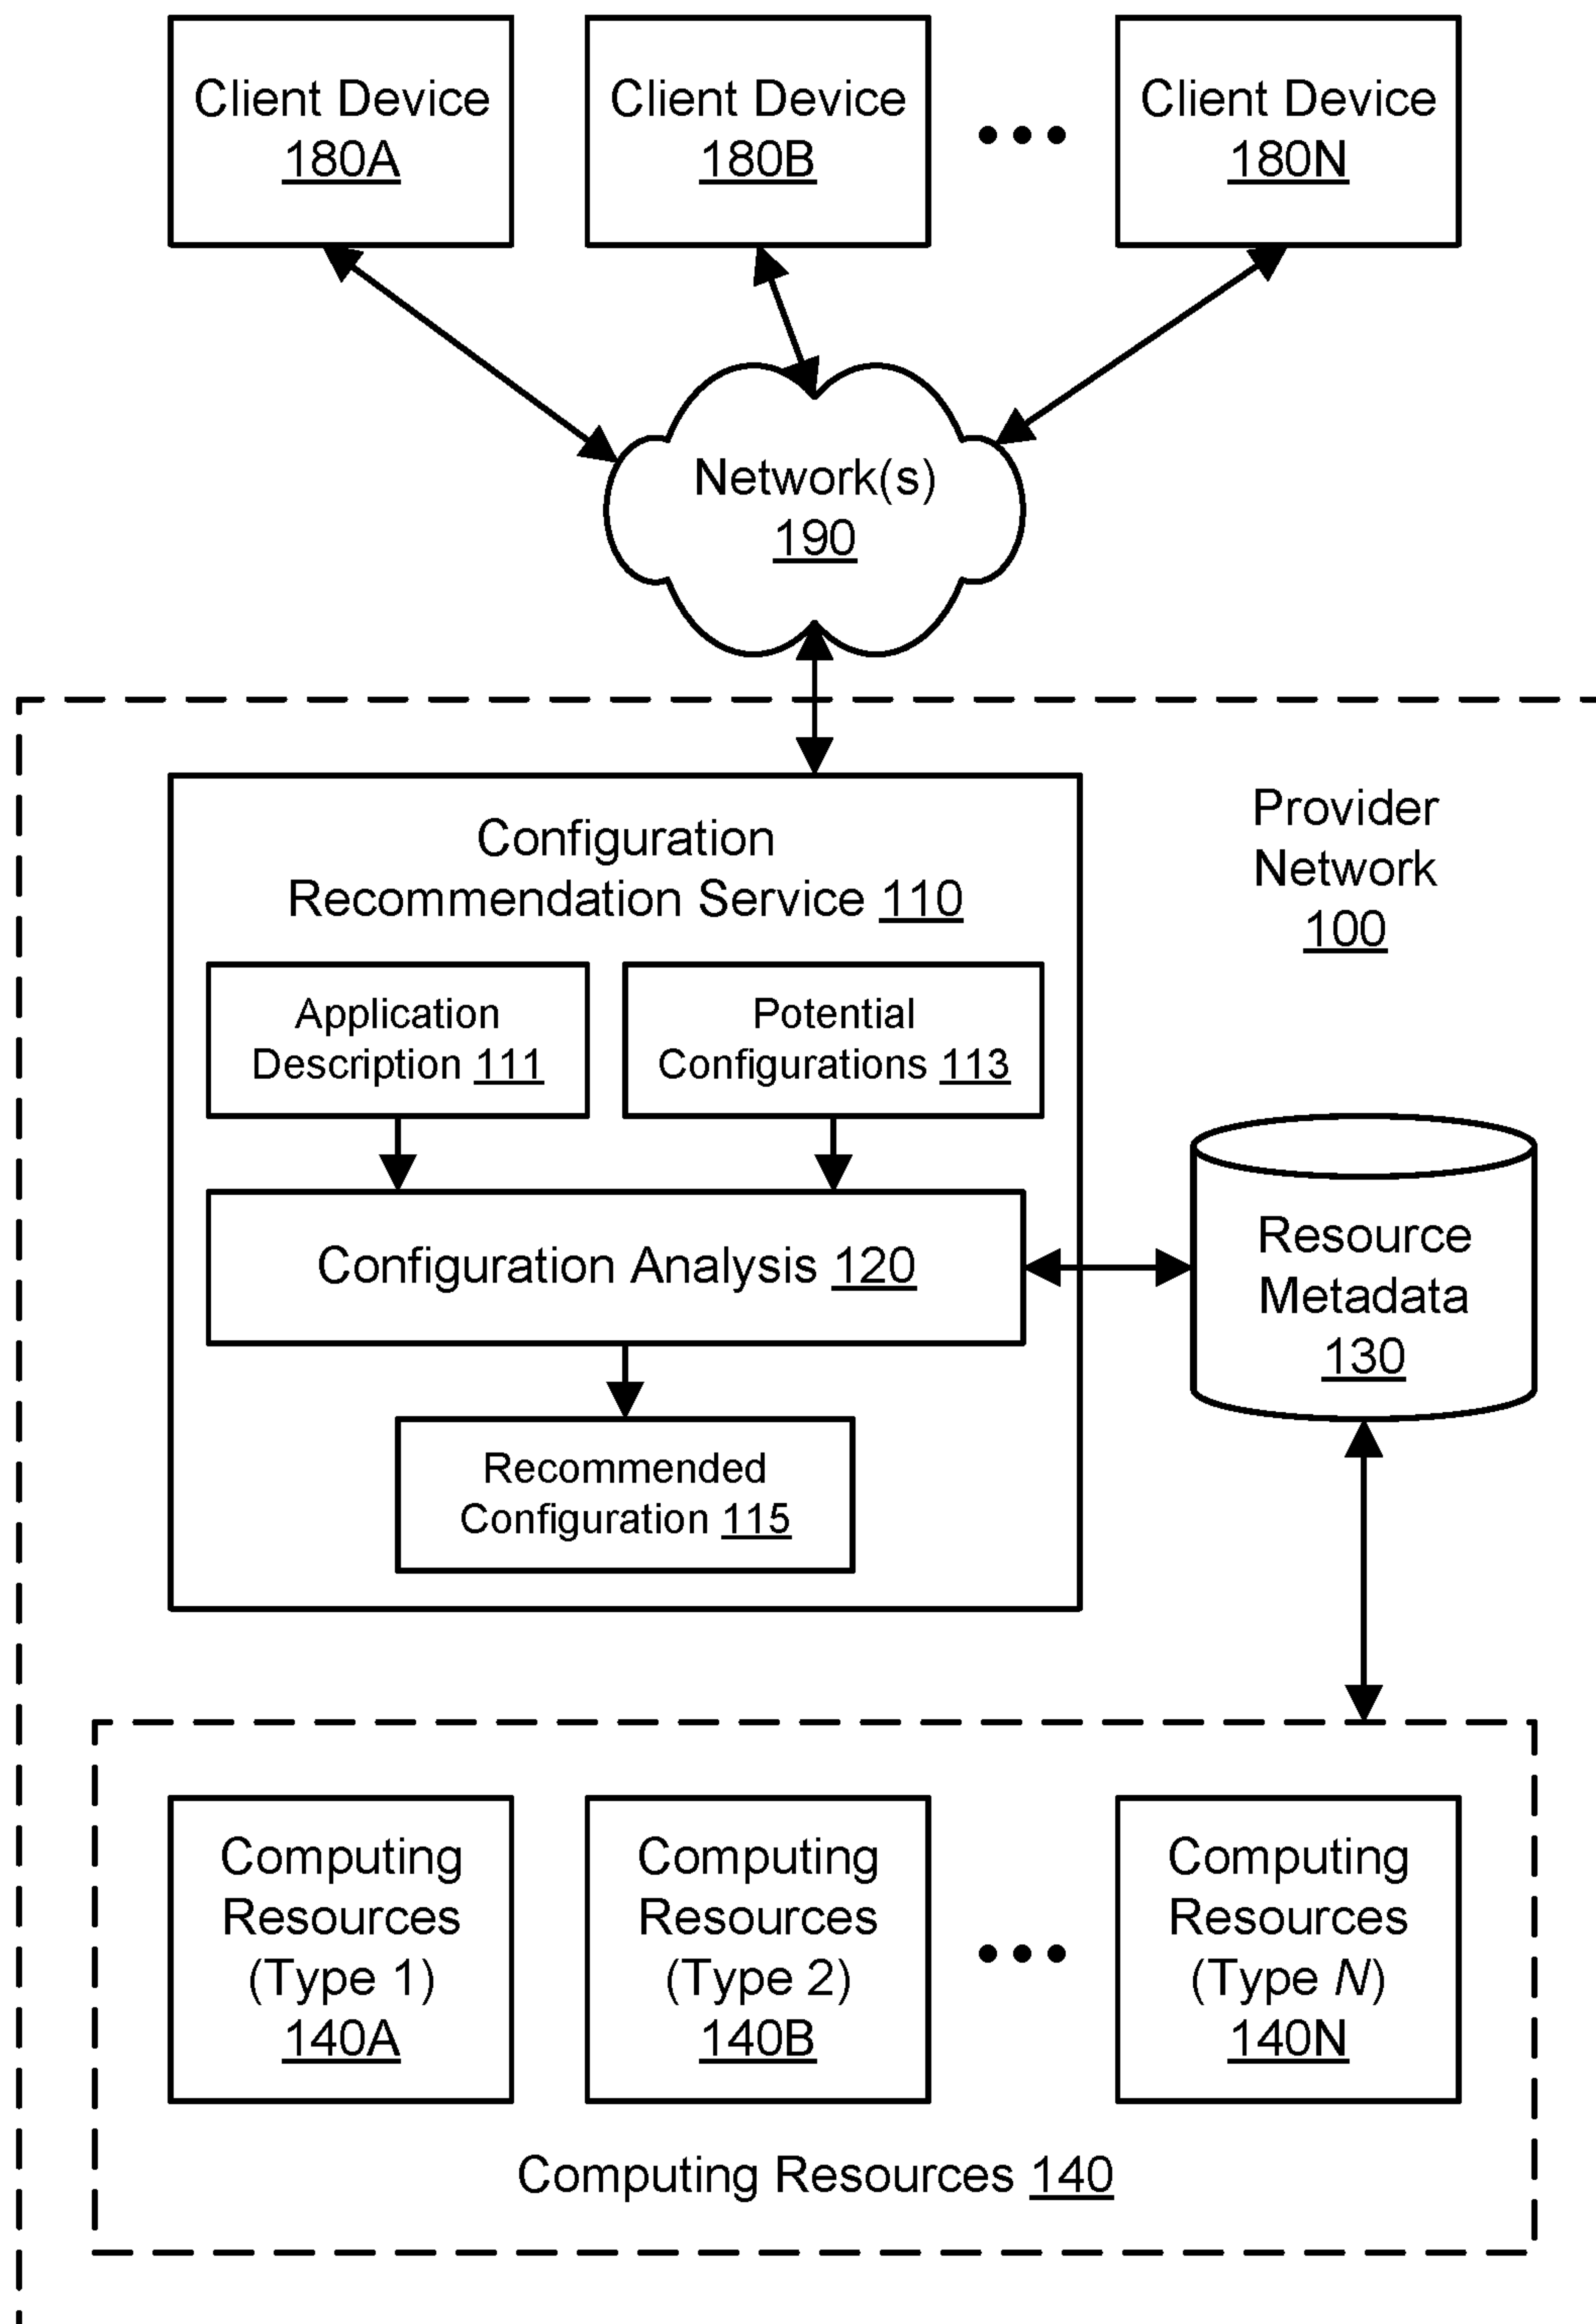 Client Device
180A
Client Device
180B
Client Device
180N
Network(s)
190
Provider
Network
100
Configuration
Recommendation Service 110
Application
Description 111
Potential
Configurations 113
Configuration Analysis 120
Resource
Metadata
130
Recommended
Configuration 115
Computing
Resources
(Type 1)
140A
Computing
Resources
(Type 2)
140B
Computing
Resources
(Type N)
140N
Computing Resources 140